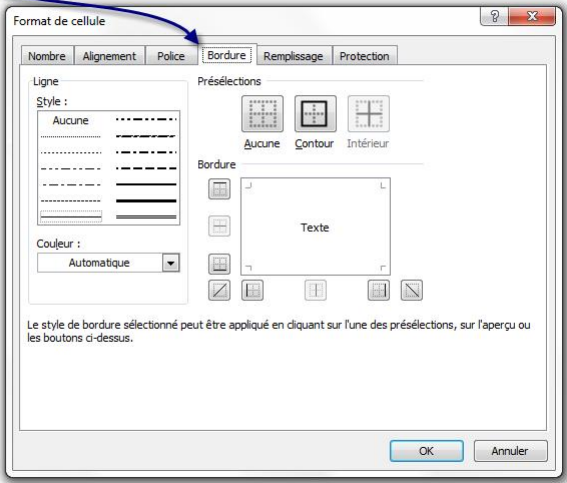 Format de cellule
Nombre Alignement Police Bordure Remplissage Protection
Ligne
Style :
Aucune
Couleur :
Automatique
Présélections
Aucune Contour Intérieur
Bordure
Texte
Le style de bordure sélectionné peut être appliqué en cliquant sur l'une des présélections, sur l'aperçu ou
les boutons ci-dessus.
OK Annuler